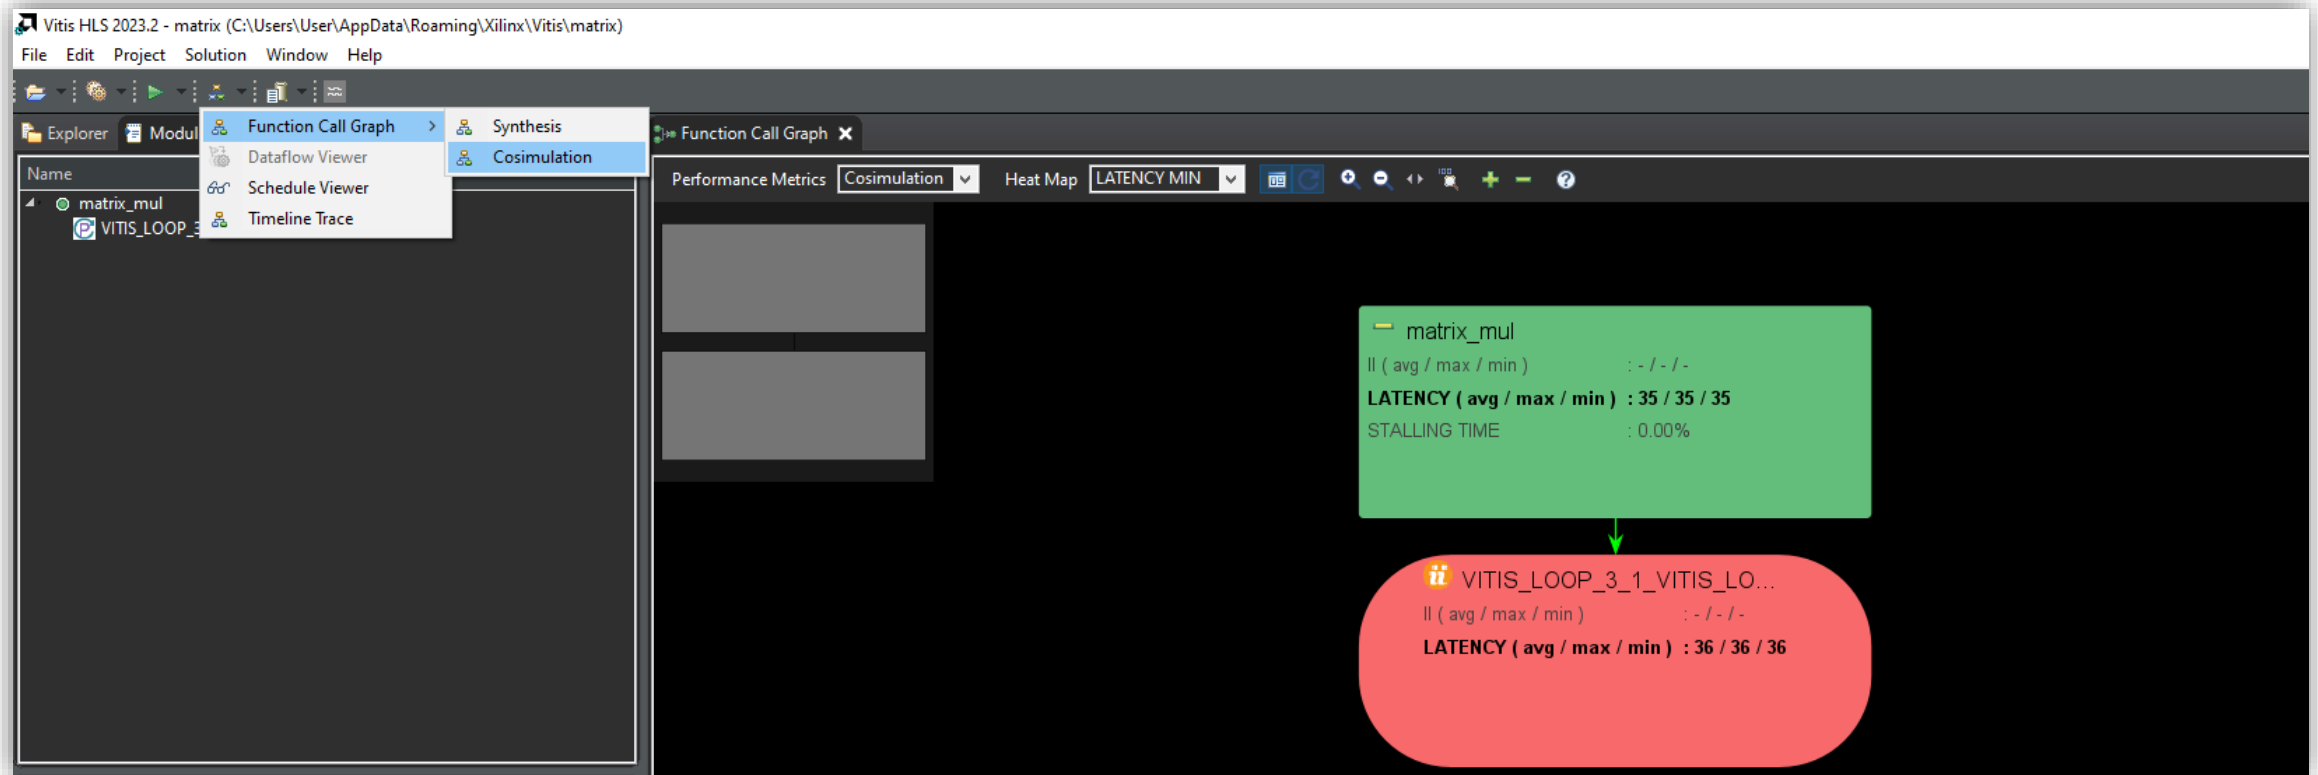 Vitis HLS 2023.2 - matrix (C:\Users\User\AppData\Roaming\Xilinx\Vitis\matrix)
File Edit Project Solution Window Help
Explorer Modul
Function Call Graph > Synthesis
Dataflow Viewer Cosimulation
Schedule Viewer
Timeline Trace
Name
matrix_mul
VITIS_LOOP_3
Function Call Graph
Performance Metrics Cosimulation Heat Map LATENCY MIN
matrix_mul
II ( avg / max / min ) : - / - / -
LATENCY ( avg / max / min ) : 35 / 35 / 35
STALLING TIME : 0.00%
VITIS_LOOP_3_1_VITIS_LO...
II ( avg / max / min ) : - / - / -
LATENCY ( avg / max / min ) : 36 / 36 / 36